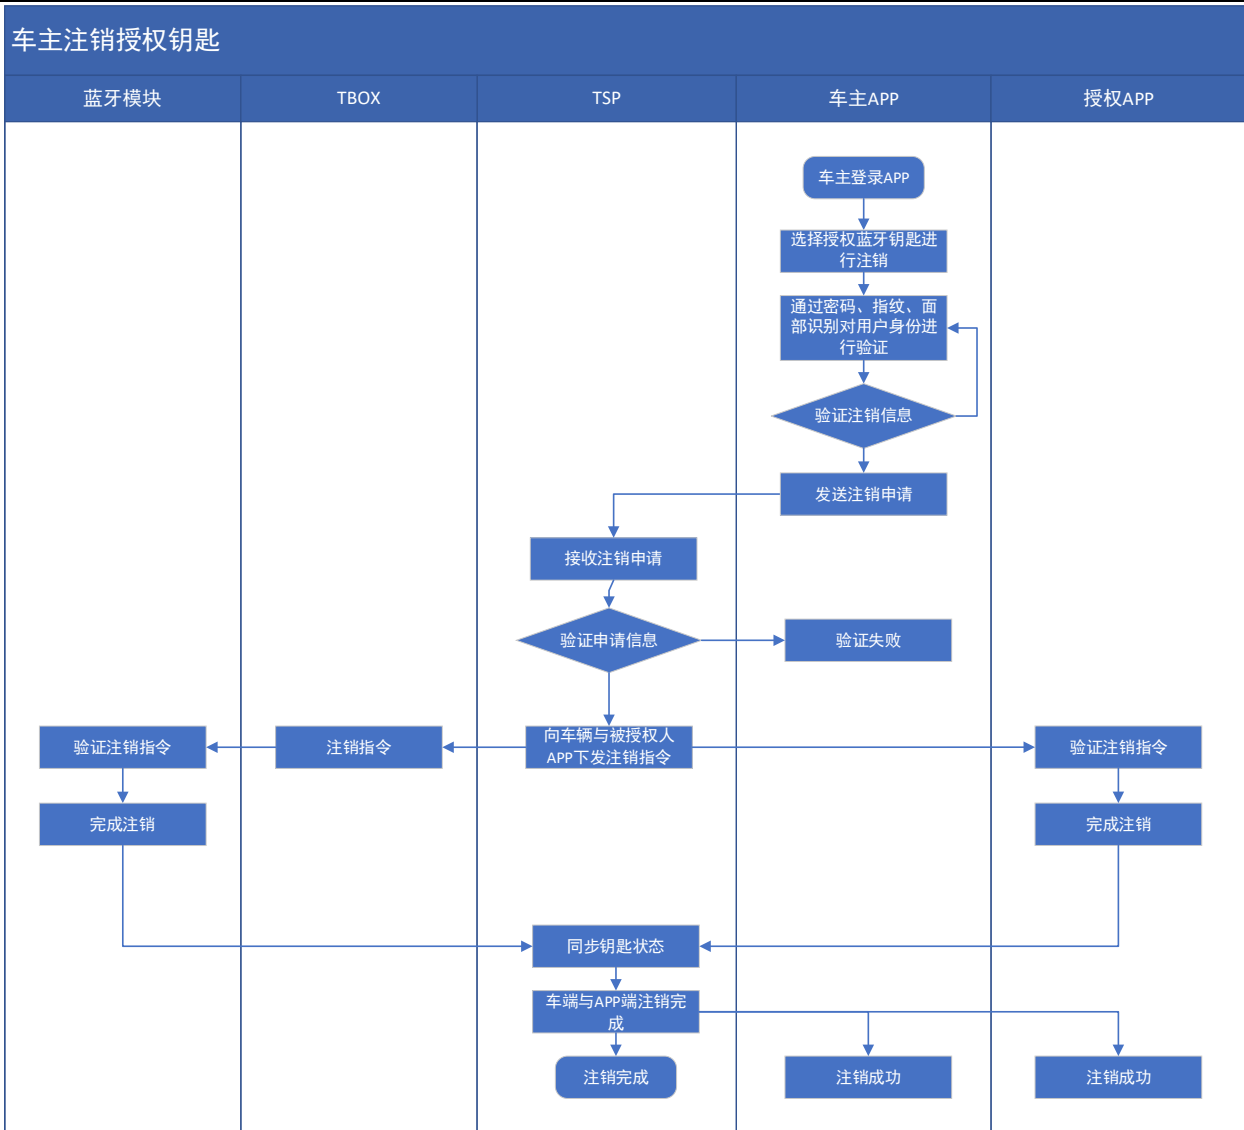 车主注销授权钥匙
蓝牙模块
TBOX
TSP
车主APP
授权APP
车主登录APP
选择授权蓝牙钥匙进
行注销
通过密码、指纹、面
部识别对用户身份进
行验证
验证注销信息
发送注销申请
接收注销申请
验证申请信息
验证失败
验证注销指令
注销指令
向车辆与被授权人
APP下发注销指令
验证注销指令
完成注销
完成注销
同步钥匙状态
车端与APP端注销完
成
注销完成
注销成功
注销成功